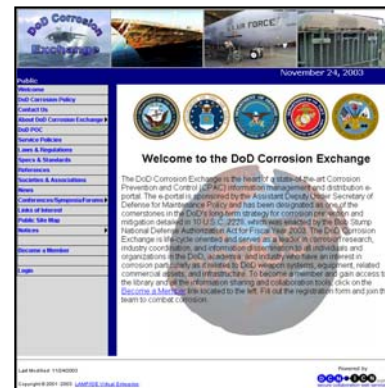 DoD Corrosion
Exchange
U.S. AIR FORCE
November 24, 2003
Public
Welcome
DoD Corrosion Policy
Contact Us
About DoD Corrosion Exchange
DoD POC
Service Policies
Laws & Regulations
Specs & Standards
References
Societies & Associations
News
Conferences/Symposia/Forums
Links of Interest
Public Site Map
Notices
Become a Member
Login
Welcome to the DoD Corrosion Exchange
The DoD Corrosion Exchange is the heart of a state-of-the-art Corrosion
Prevention and Control (CPAC) information management and distribution e-
portal. The e-portal is sponsored by the Assistant Deputy Under Secretary of
Defense for Maintenance Policy and has been designated as one of the
cornerstones in the DoD's long-term strategy for corrosion prevention and
mitigation detailed in 10 U.S.C. 2228, which was enacted by the Bob Stump
National Defense Authorization Act for Fiscal Year 2003. The DoD Corrosion
Exchange is life-cycle oriented and serves as a leader in corrosion research,
industry coordination, and information dissemination to all individuals and
organizations in the DoD, academia, and industry who have an interest in
corrosion particularly as it relates to DoD weapon systems, equipment, related
commercial assets, and infrastructure. To become a member and gain access to
the library and all the information sharing and collaboration tools, click on the
Become a Member link located to the left. Fill out the registration form and join the
team to combat corrosion.
Last Modified: 11/24/2003
Powered by
Copyright © 2001-2003